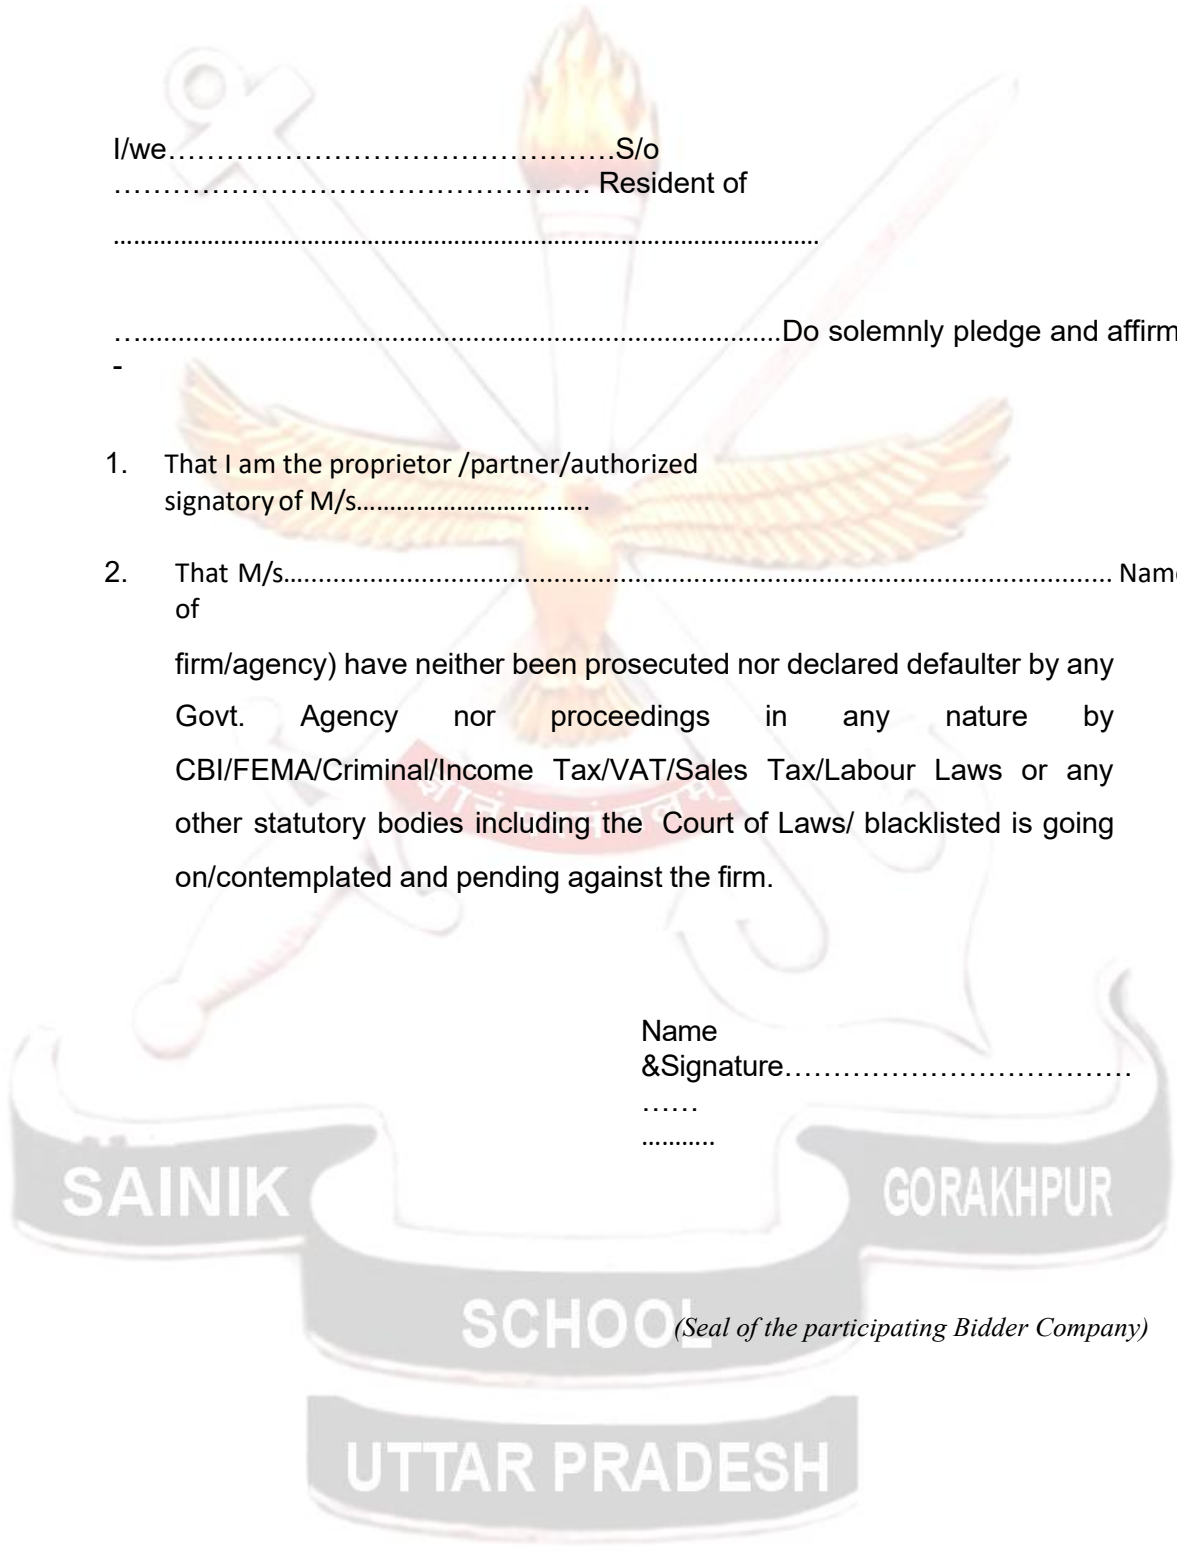 I/we……………………………………….S/o
…………………………………………. Resident of
.........................................................................................................
…................................................................................Do solemnly pledge and affirm
-
1. That I am the proprietor /partner/authorized
signatory of M/s...................................
2. That M/s............................................................................................................................ Name
of
firm/agency) have neither been prosecuted nor declared defaulter by any
Govt. Agency nor proceedings in any nature by
CBI/FEMA/Criminal/Income Tax/VAT/Sales Tax/Labour Laws or any
other statutory bodies including the Court of Laws/ blacklisted is going
on/contemplated and pending against the firm.
Name
&Signature………………………………
……
...........
SAINIK
GORAKHPUR
SCHOOL
(Seal of the participating Bidder Company)
UTTAR PRADESH